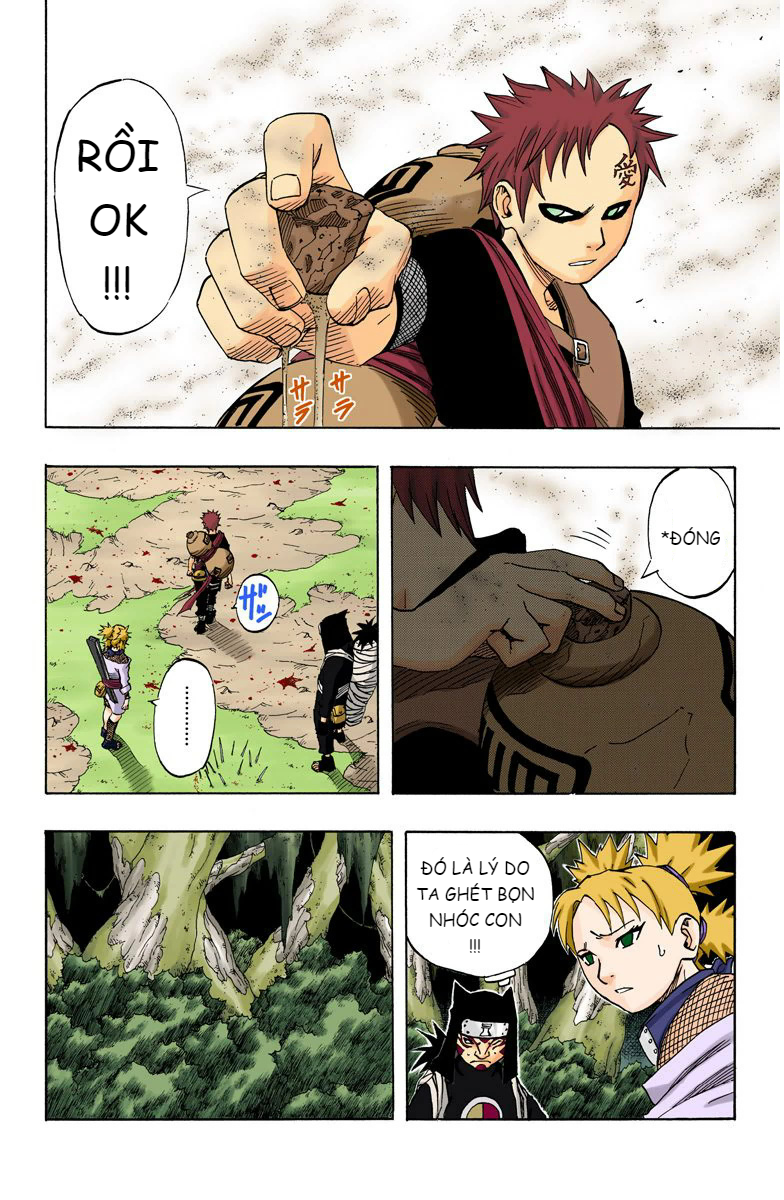 RỒI
OK
!!!
愛
サラ
サラ
*ĐÓNG
ザッ
..........
ĐÓ LÀ LÝ DO
TA GHÉT BỌN
NHÓC CON
!!!